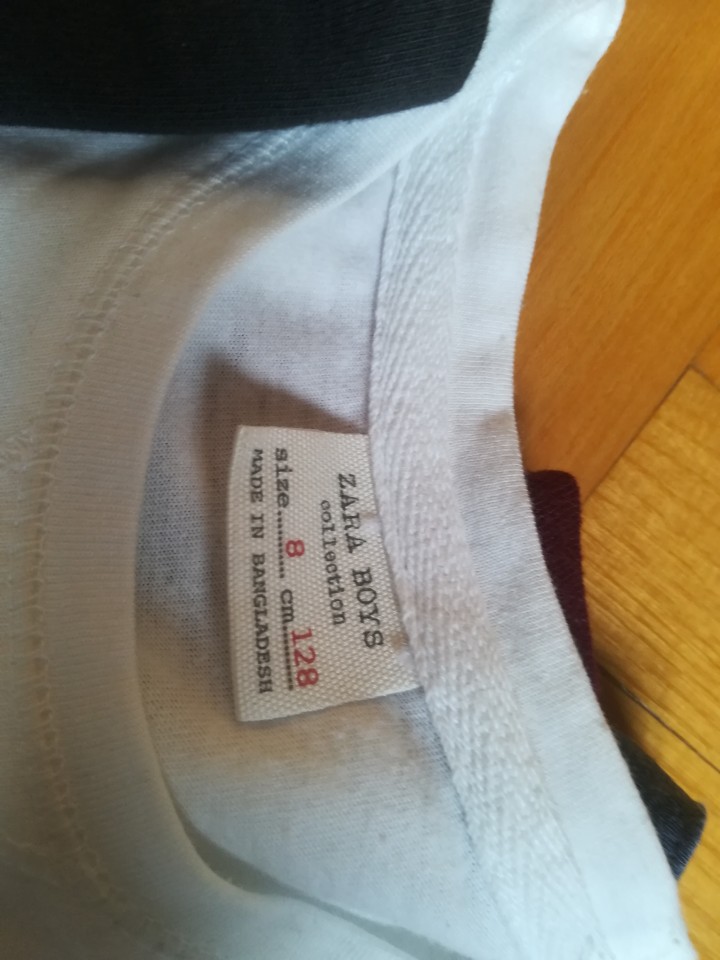 ZARA BOYS
collection
size........8........cm........128
MADE IN BANGLADESH